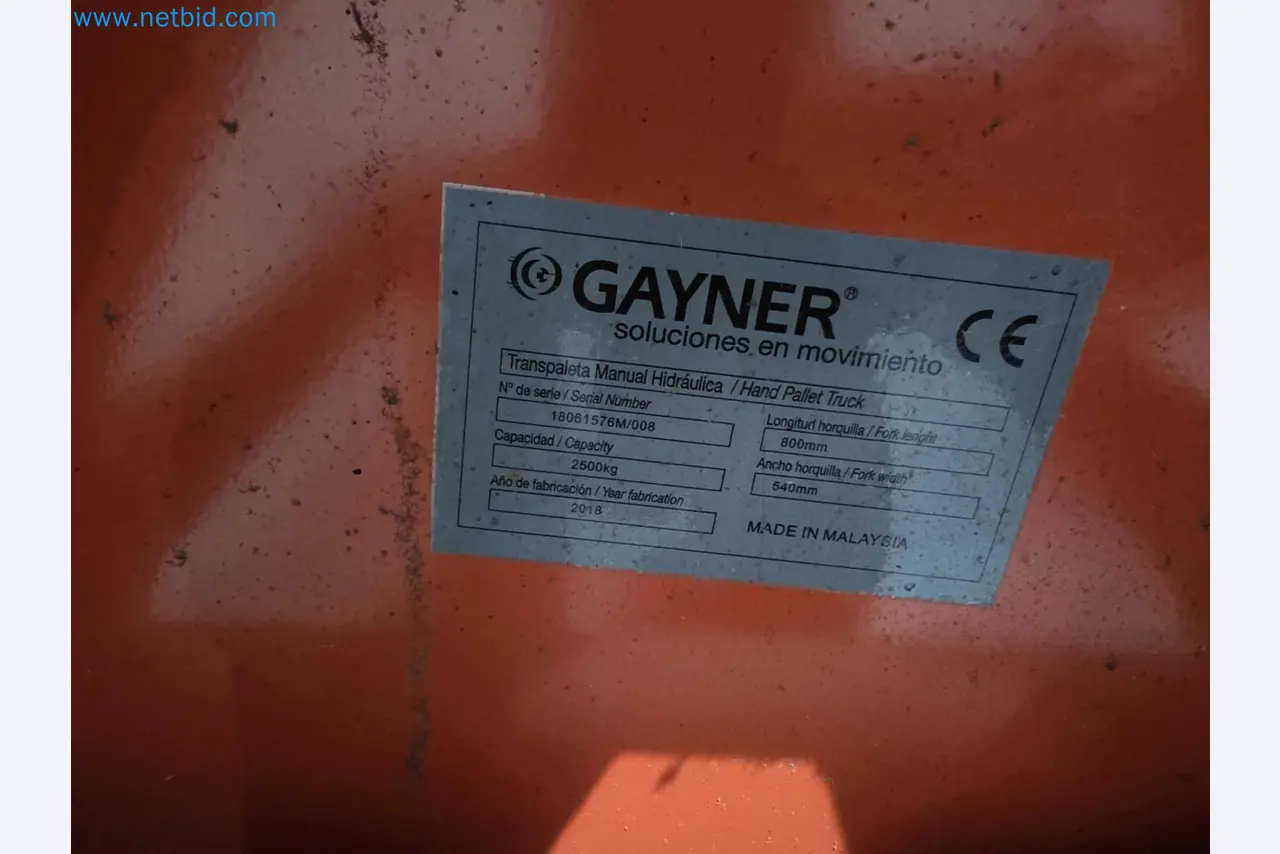 www.netbid.com
GAYNER®
soluciones en movimiento
CE
Transpaleta Manual Hidráulica / Hand Pallet Truck
Nº de serie / Serial Number
18061576M/008
Capacidad / Capacity
2500kg
Año de fabricación / Year fabrication
2018
Longitud horquilla / Fork lenght
800mm
Ancho horquilla / Fork width
540mm
MADE IN MALAYSIA